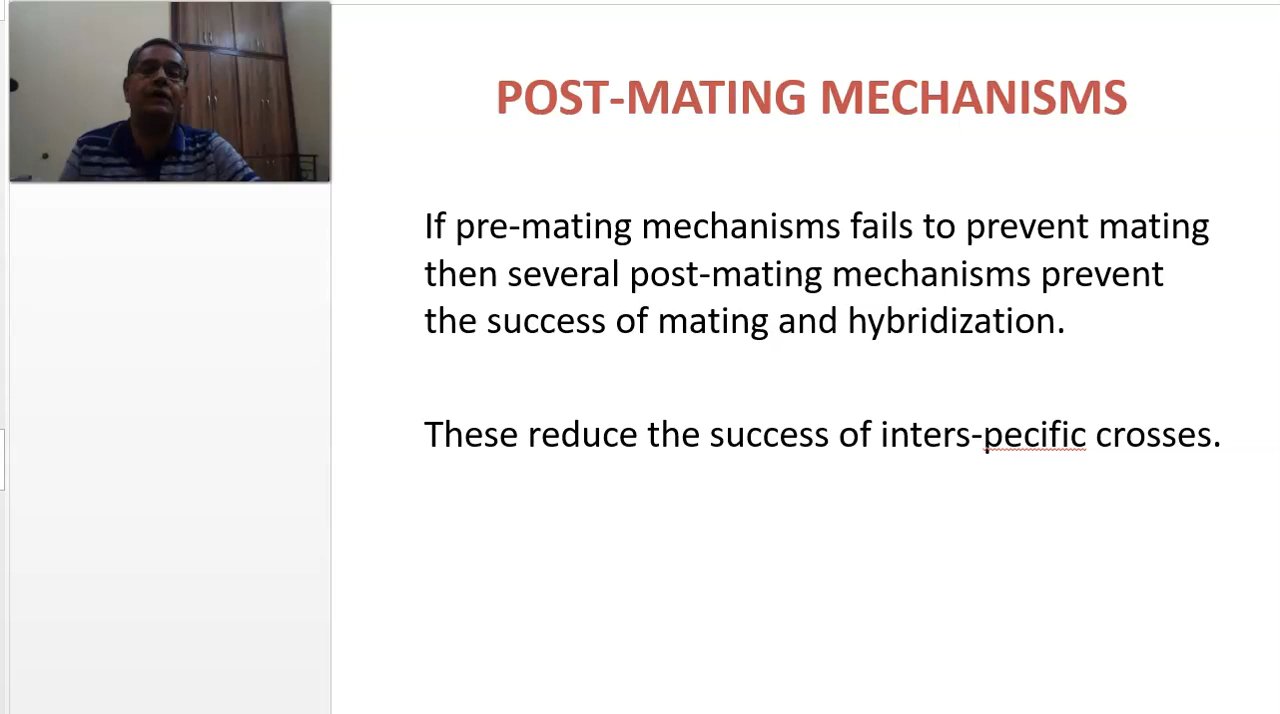 POST-MATING MECHANISMS
If pre-mating mechanisms fails to prevent mating
then several post-mating mechanisms prevent
the success of mating and hybridization.
These reduce the success of inters-pecific crosses.